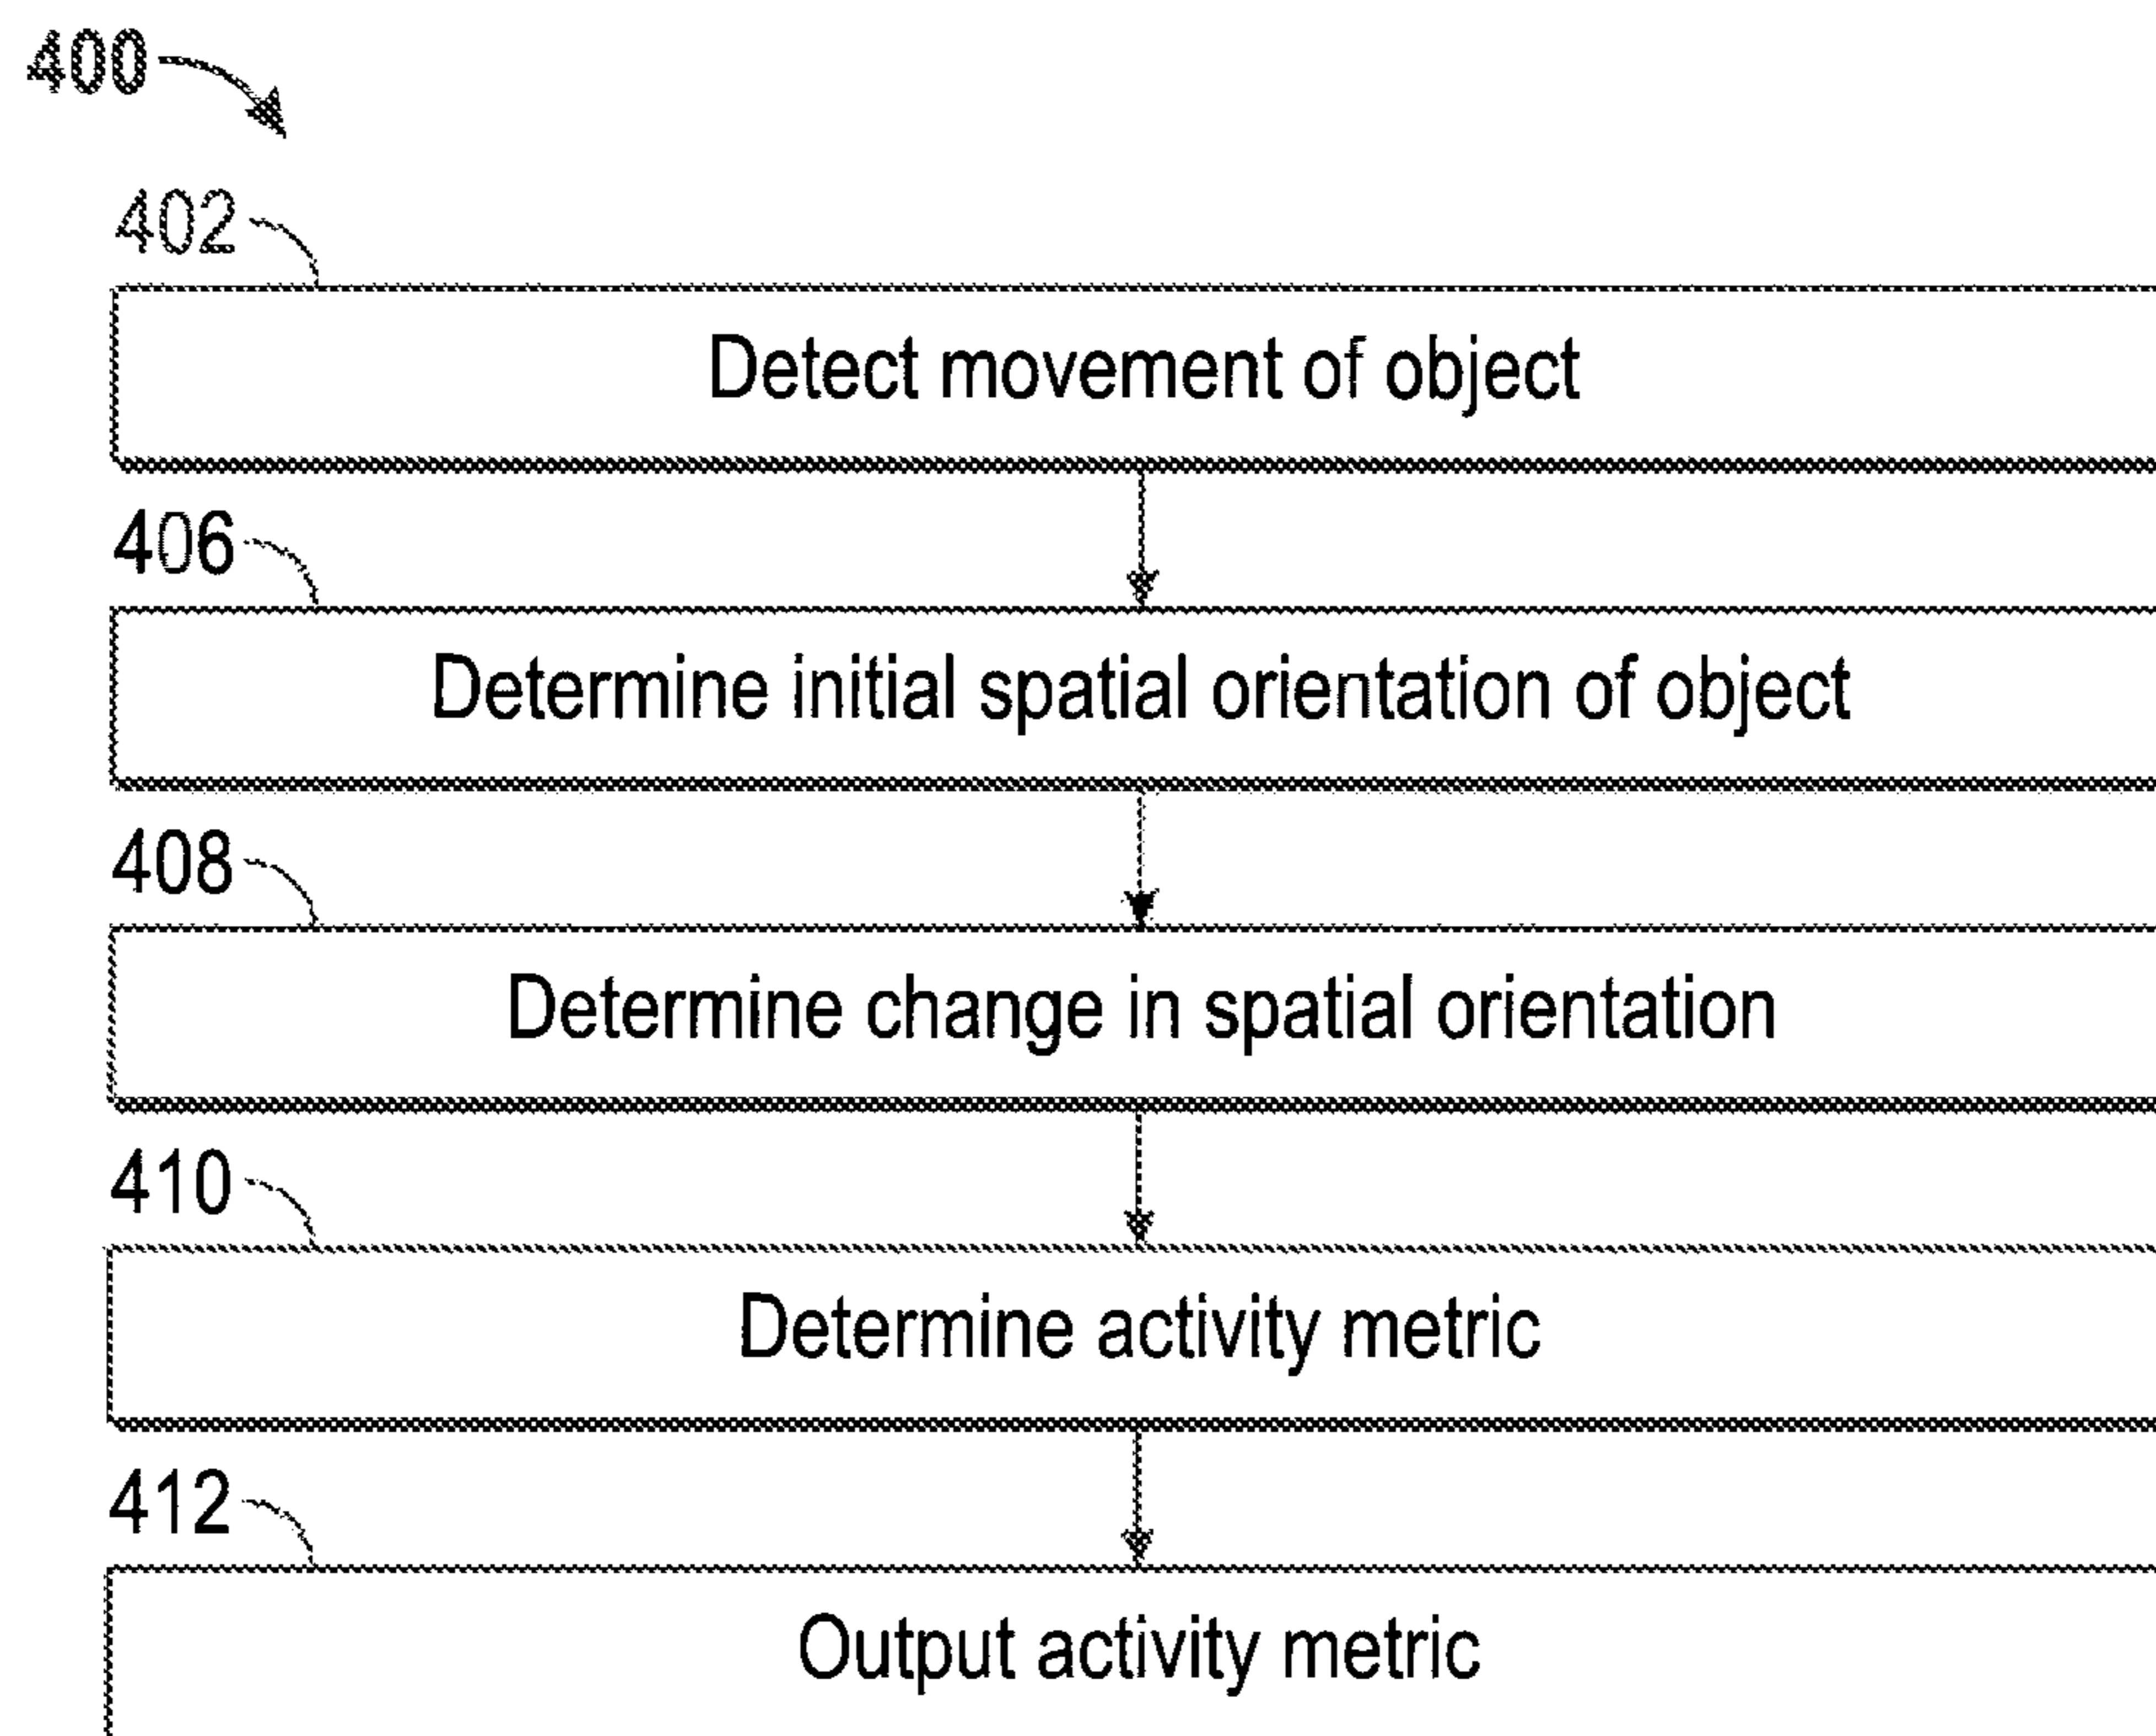 400
402
Detect movement of object
406
Determine initial spatial orientation of object
408
Determine change in spatial orientation
410
Determine activity metric
412
Output activity metric